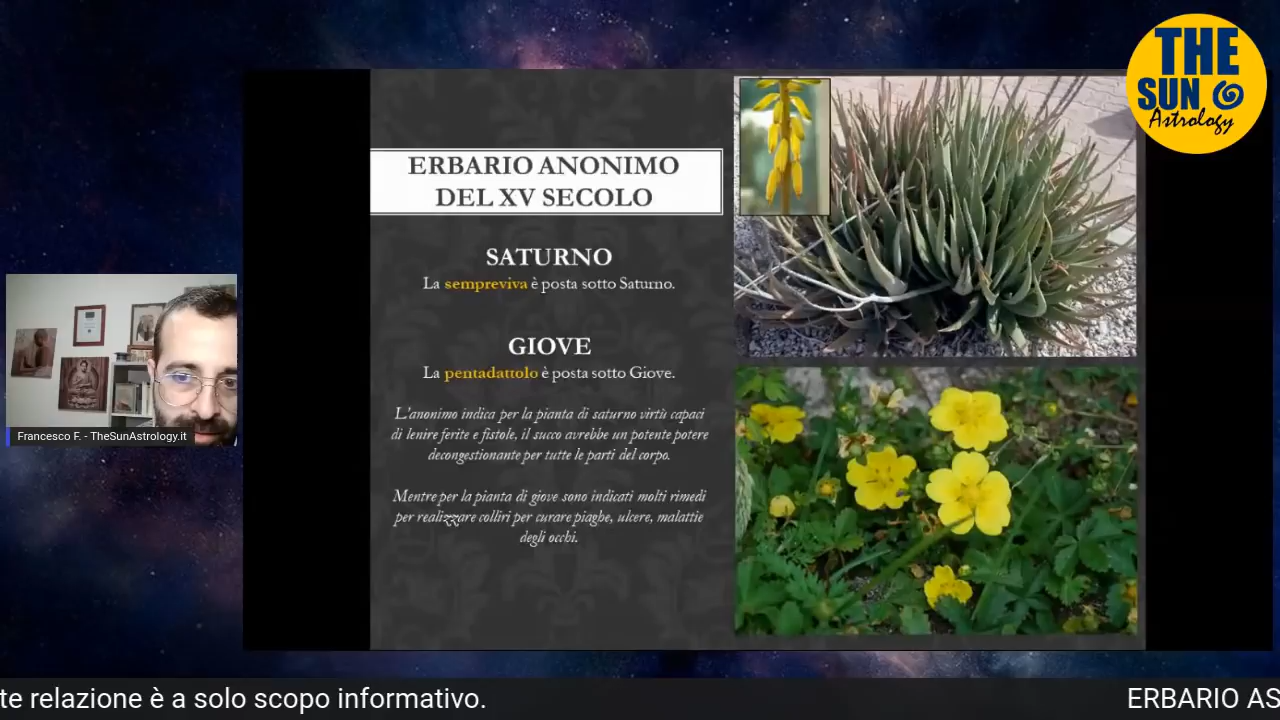 THE
SUN
Astrology
ERBARIO ANONIMO
DEL XV SECOLO
SATURNO
La sempreviva è posta sotto Saturno.
GIOVE
La pentadattolo è posta sotto Giove.
L'anonimo indica per la pianta di saturno virtù capaci
di lenire ferite e fistole, il succo avrebbe un potente potere
decongestionante per tutte le parti del corpo.
Mentre per la pianta di giove sono indicati molti rimedi
per realizzare colliri per curare piaghe, ulcere, malattie
degli occhi.
Francesco F. - TheSunAstrology.it
te relazione è a solo scopo informativo.
ERBARIO AS